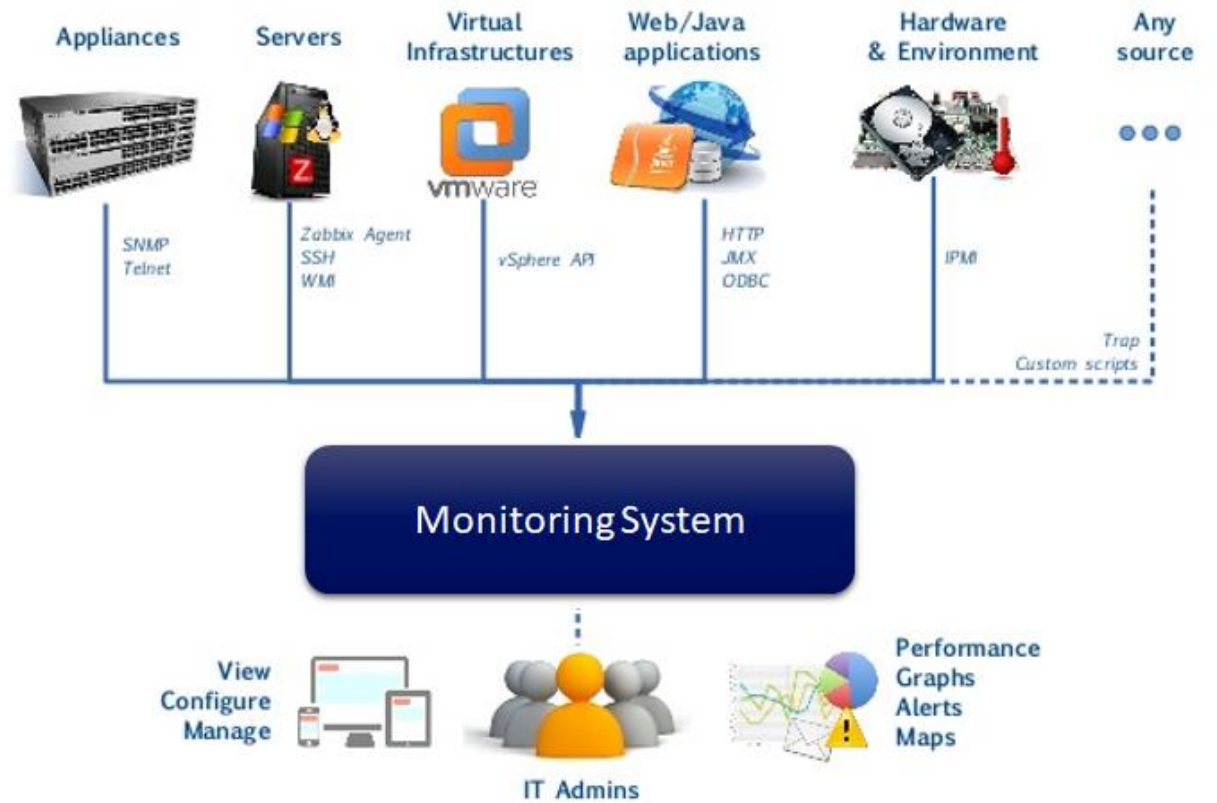 Appliances
Servers
Virtual
Infrastructures
Web/Java
applications
Hardware
& Environment
Any
source
Z
vmware
SNMP
Telnet
Zabbix Agent
SSH
WMI
vSphere API
HTTP
JMX
ODBC
IPMI
Trap
Custom scripts
Monitoring System
View
Configure
Manage
IT Admins
Performance
Graphs
Alerts
Maps